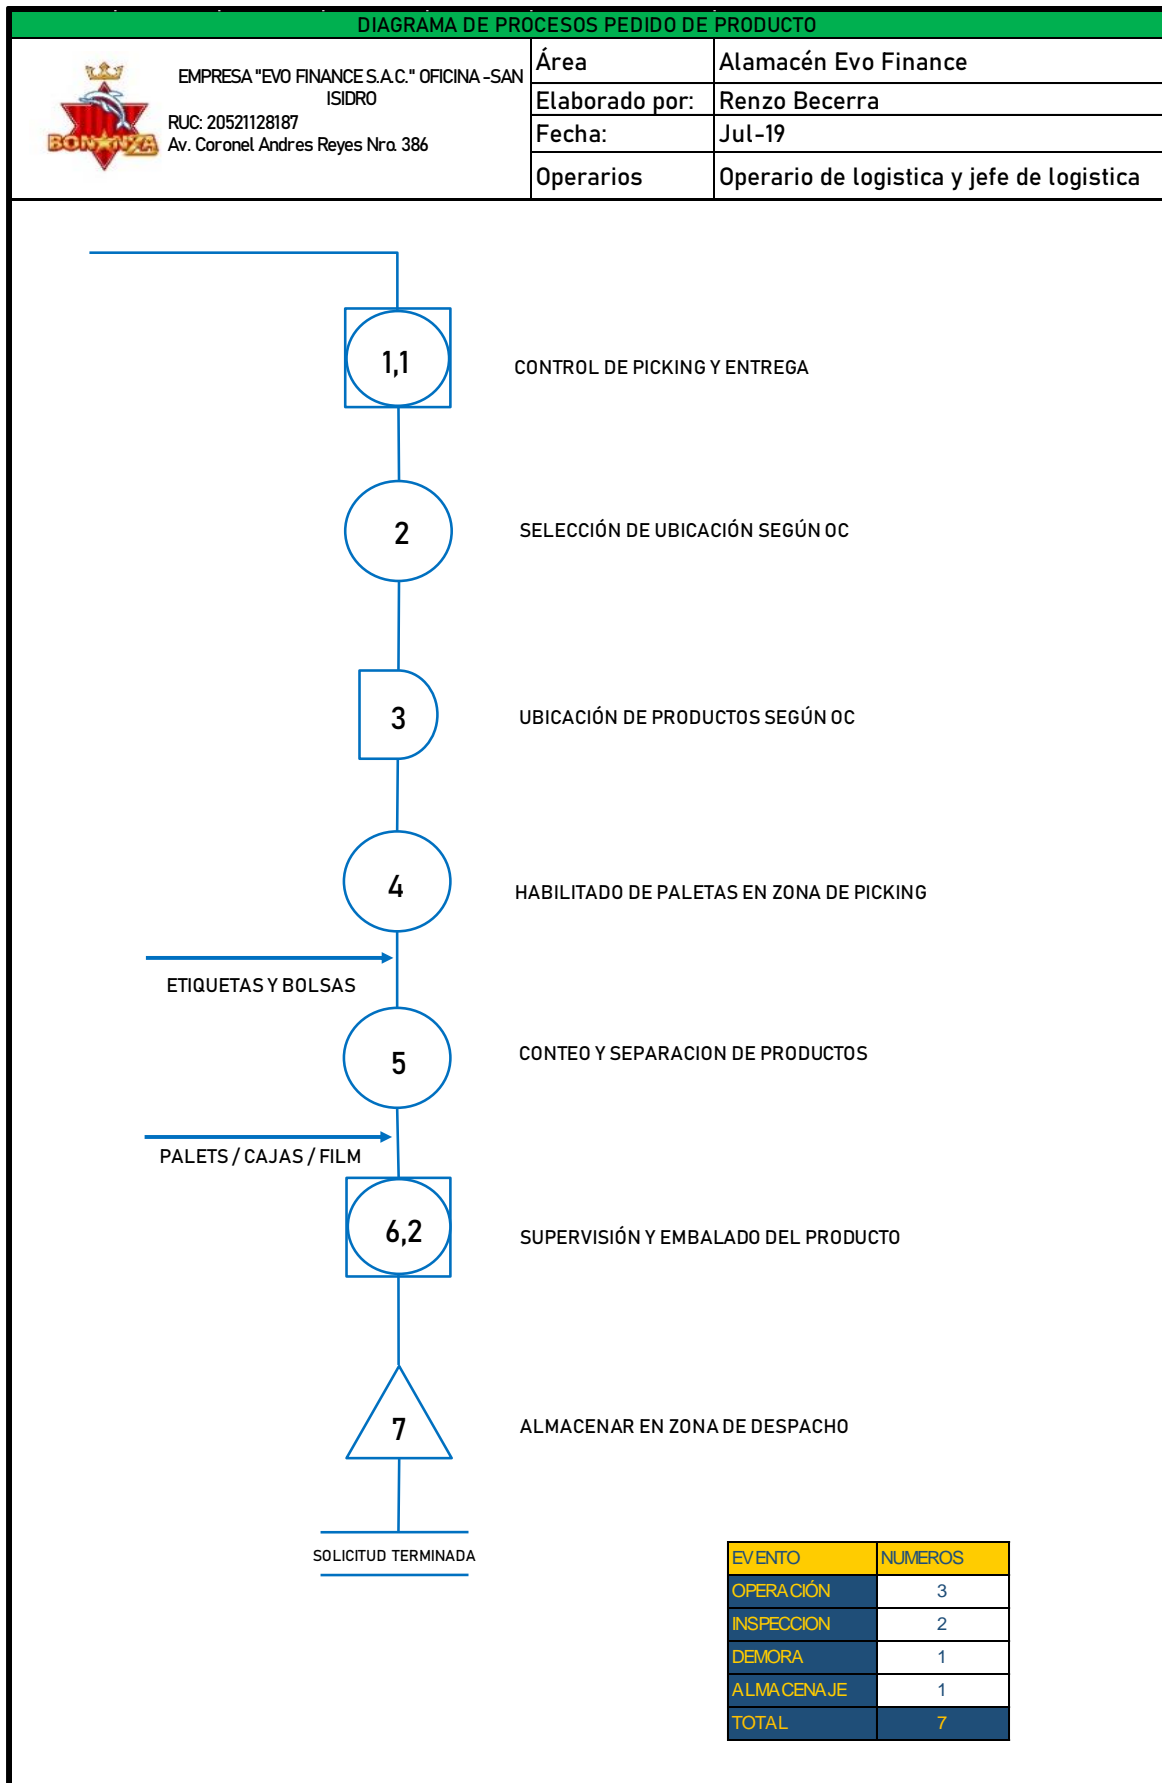 DIAGRAMA DE PROCESOS PEDIDO DE PRODUCTO
BONANZA
EMPRESA "EVO FINANCE S.A.C." OFICINA -SAN
ISIDRO
RUC: 20521128187
Av. Coronel Andres Reyes Nro. 386
Área Alamacén Evo Finance
Elaborado por: Renzo Becerra
Fecha: Jul-19
Operarios Operario de logistica y jefe de logistica
1,1 CONTROL DE PICKING Y ENTREGA
2 SELECCIÓN DE UBICACIÓN SEGÚN OC
3 UBICACIÓN DE PRODUCTOS SEGÚN OC
4 HABILITADO DE PALETAS EN ZONA DE PICKING
ETIQUETAS Y BOLSAS
5 CONTEO Y SEPARACION DE PRODUCTOS
PALETS / CAJAS / FILM
6,2 SUPERVISIÓN Y EMBALADO DEL PRODUCTO
7 ALMACENAR EN ZONA DE DESPACHO
SOLICITUD TERMINADA
EVENTO NUMEROS
OPERACIÓN 3
INSPECCION 2
DEMORA 1
ALMACENAJE 1
TOTAL 7